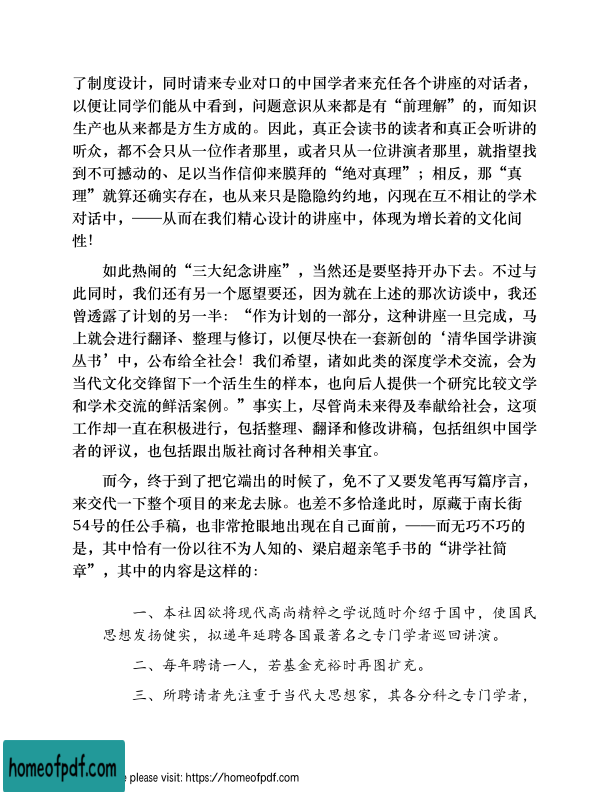 了制度设计，同时请来专业对口的中国学者来充任各个讲座的对话者，
以便让同学们能从中看到，问题意识从来都是有“前理解”的，而知识
生产也从来都是方生方成的。因此，真正会读书的读者和真正会听讲的
听众，都不会只从一位作者那里，或者只从一位讲演者那里，就指望找
到不可撼动的、足以当作信仰来膜拜的“绝对真理”；相反，那“真
理”就算还确实存在，也从来只是隐隐约约地，闪现在互不相让的学术
对话中，——从而在我们精心设计的讲座中，体现为增长着的文化间
性！
如此热闹的“三大纪念讲座”，当然还是要坚持开办下去。不过与
此同时，我们还有另一个愿望要还，因为就在上述的那次访谈中，我还
曾透露了计划的另一半：“作为计划的一部分，这种讲座一旦完成，马
上就会进行翻译、整理与修订，以便尽快在一套新创的‘清华国学讲演
丛书’中，公布给全社会！我们希望，诸如此类的深度学术交流，会为
当代文化交锋留下一个活生生的样本，也向后人提供一个研究比较文学
和学术交流的鲜活案例。”事实上，尽管尚未来得及奉献给社会，这项
工作却一直在积极进行，包括整理、翻译和修改讲稿，包括组织中国学
者的评议，也包括跟出版社商讨各种相关事宜。
而今，终于到了把它端出的时候了，免不了又要发笔再写篇序言，
来交代一下整个项目的来龙去脉。也差不多恰逢此时，原藏于南长街
54号的任公手稿，也非常抢眼地出现在自己面前，——而无巧不巧的
是，其中恰有一份以往不为人知的、梁启超亲笔手书的“讲学社简
章”，其中的内容是这样的：
一、本社因欲将现代高尚精粹之学说随时介绍于国中，使国民
思想发扬健实，拟递年延聘各国最著名之专门学者巡回讲演。
二、每年聘请一人，若基金充裕时再图扩充。
三、所聘请者先注重于当代大思想家，其各分科之专门学者，
homeofpdf.com
e please visit: https://homeofpdf.com